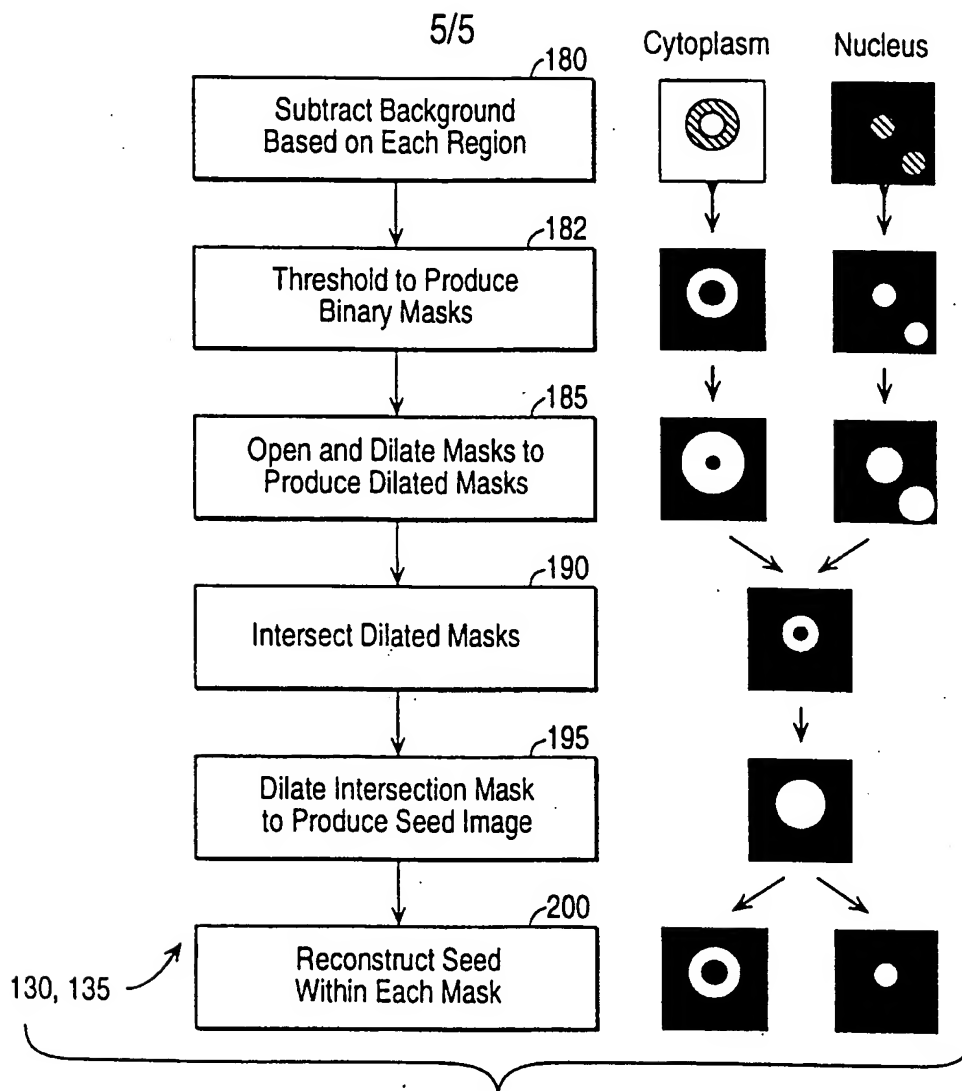 5/5
Cytoplasm
Nucleus
180
Subtract Background
Based on Each Region
182
Threshold to Produce
Binary Masks
185
Open and Dilate Masks to
Produce Dilated Masks
190
Intersect Dilated Masks
195
Dilate Intersection Mask
to Produce Seed Image
200
Reconstruct Seed
Within Each Mask
130, 135